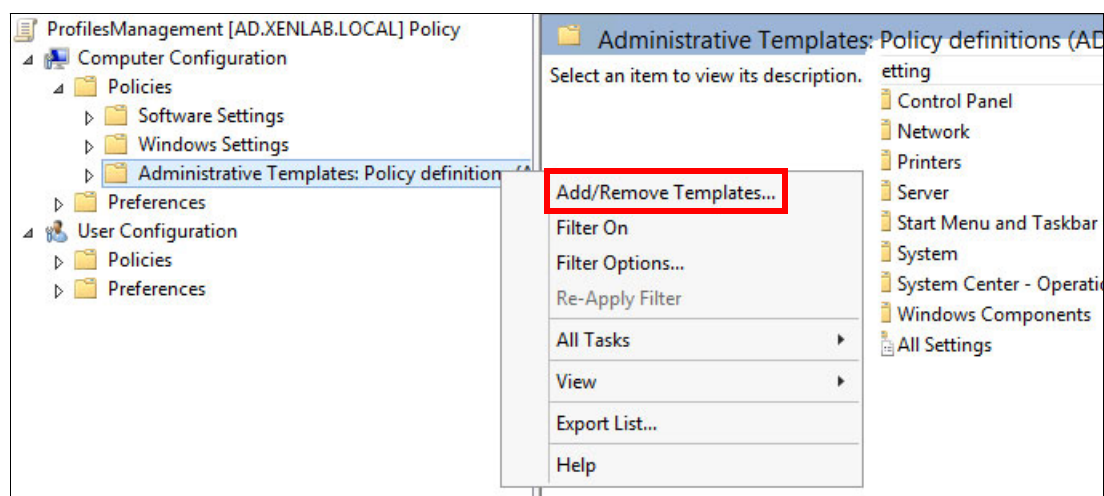 ProfilesManagement [AD.XENLAB.LOCAL] Policy
Computer Configuration
Policies
Software Settings
Windows Settings
Administrative Templates: Policy definition
Preferences
User Configuration
Policies
Preferences
Add/Remove Templates...
Filter On
Filter Options...
Re-Apply Filter
All Tasks
View
Export List...
Help
Administrative Templates: Policy definitions (AD
Select an item to view its description.
etting
Control Panel
Network
Printers
Server
Start Menu and Taskbar
System
System Center - Operatio
Windows Components
All Settings